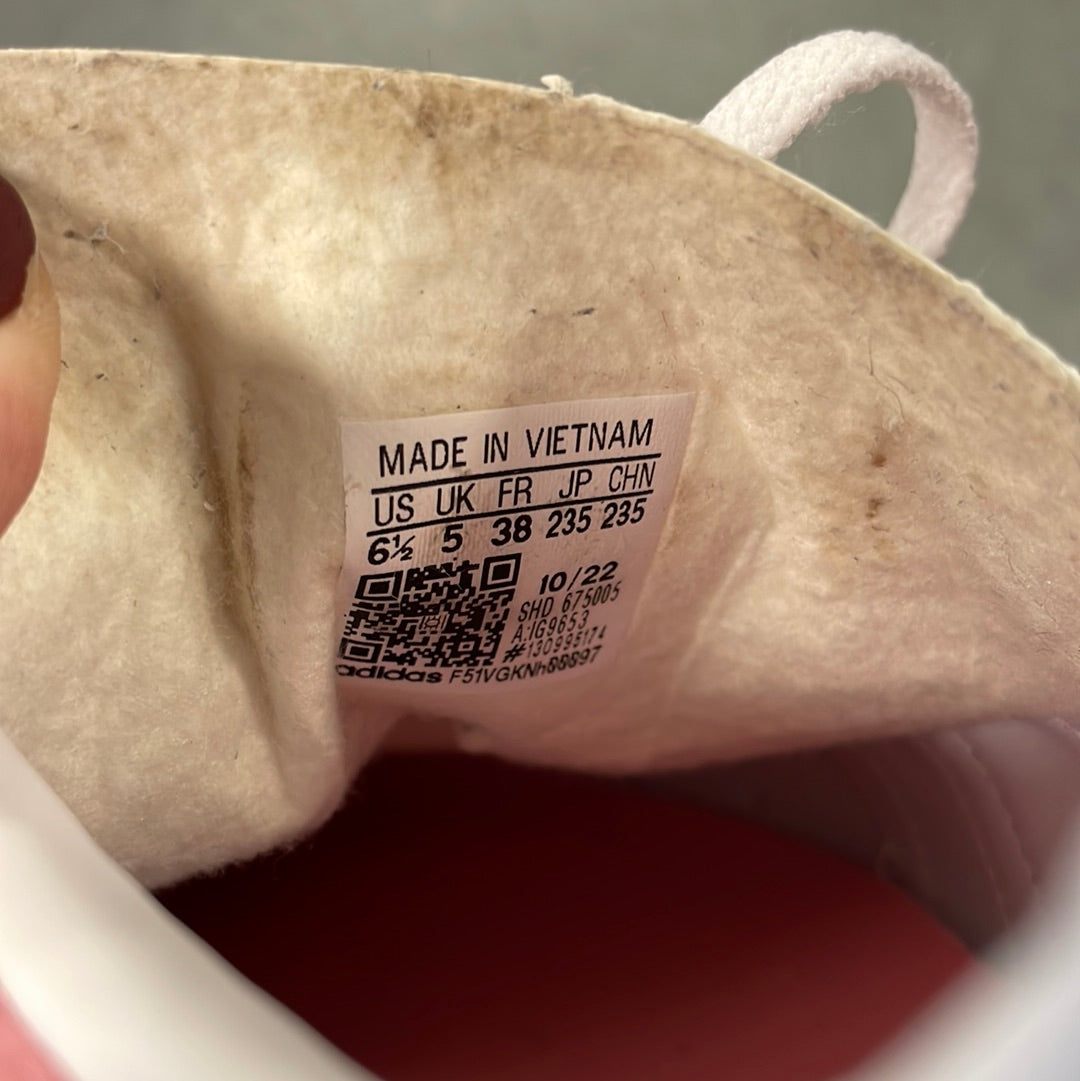 MADE IN VIETNAM
US UK FR JP CHN
6½ 5 38 235 235
10/22
SHD 675005
A:IG9653
#130995174
adidas F51VGKNh88897